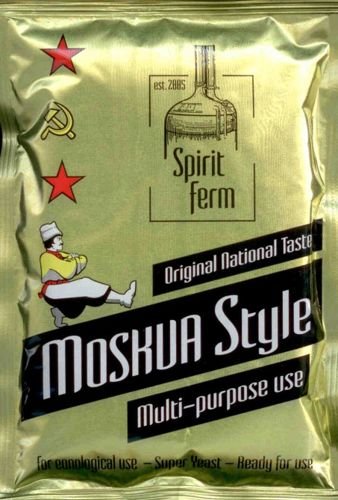 est. 2005
Spirit
ferm
Original National Taste
Moskva Style
Multi-purpose use
for eonological use – Super Yeast – Ready for use